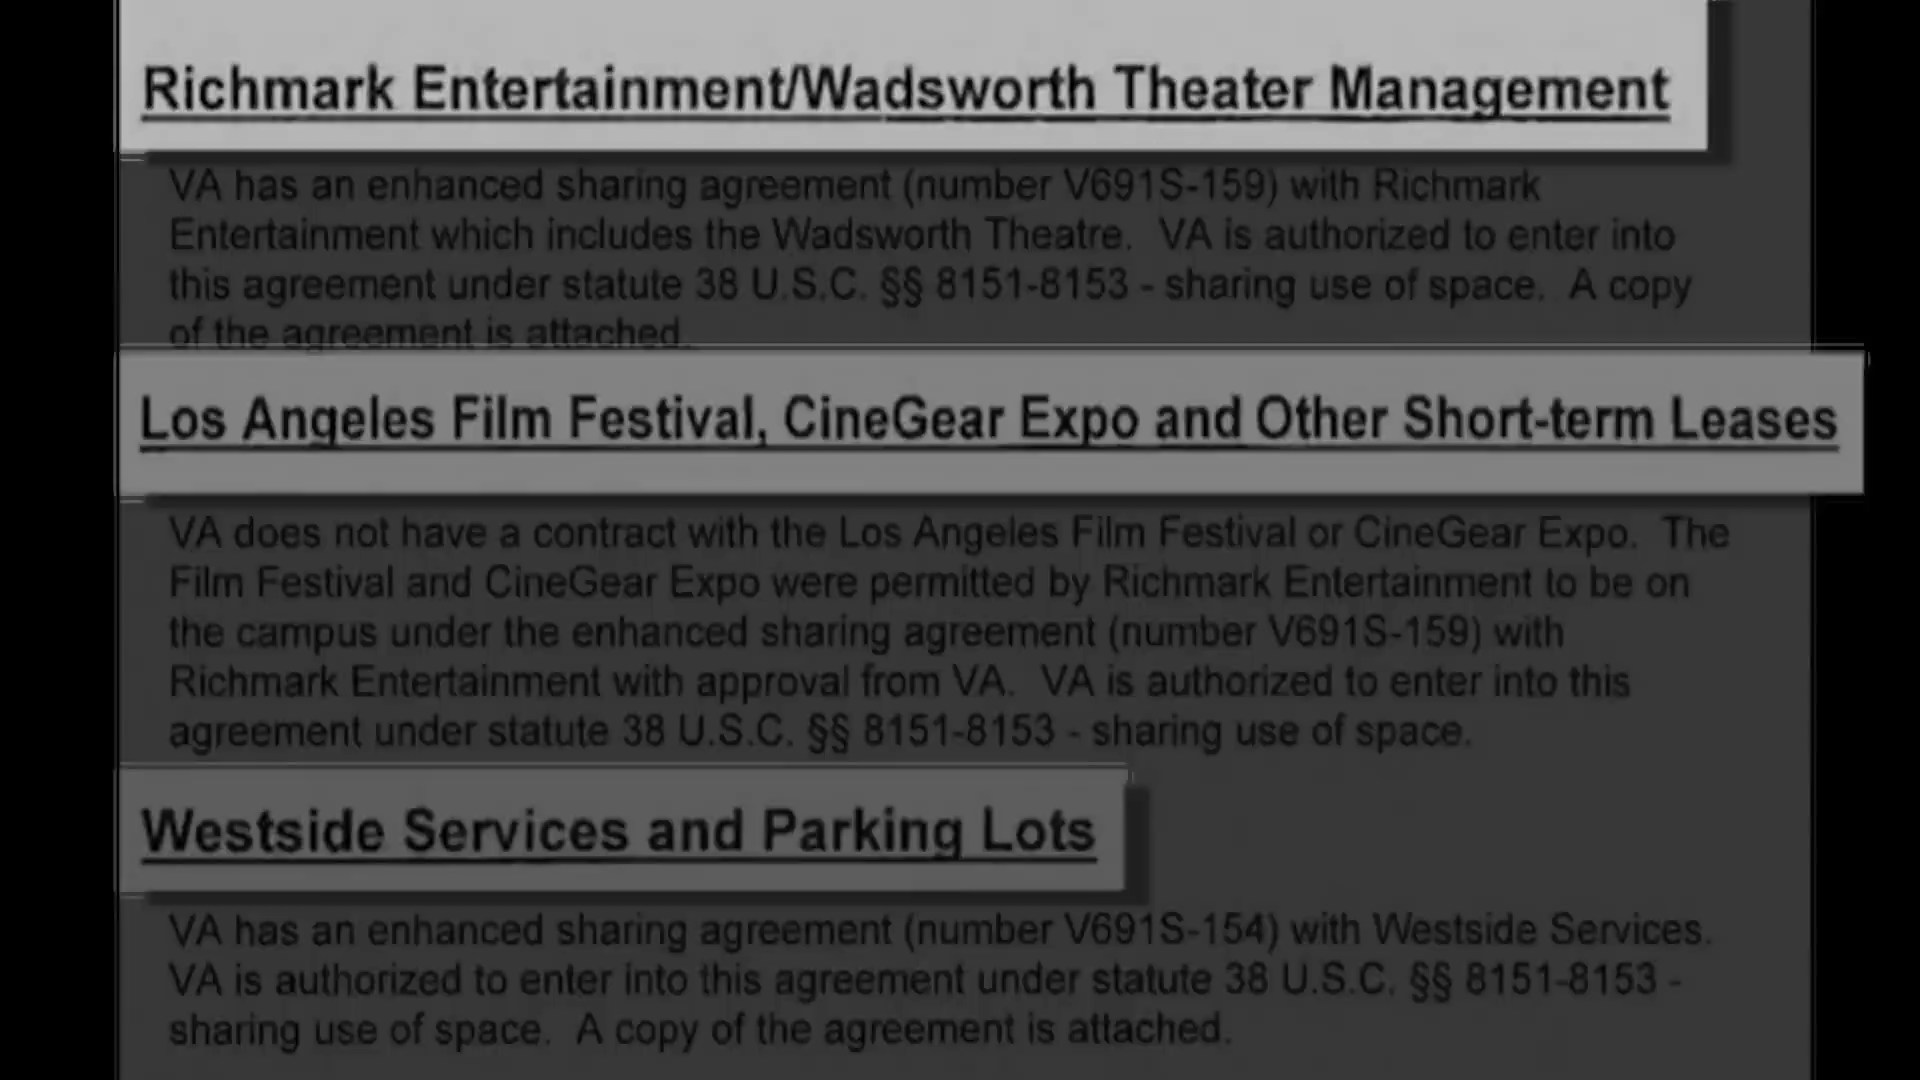 Richmark Entertainment/Wadsworth Theater Management
VA has an enhanced sharing agreement (number V691S-159) with Richmark
Entertainment which includes the Wadsworth Theatre. VA is authorized to enter into
this agreement under statute 38 U.S.C. §§ 8151-8153 - sharing use of space. A copy
of the agreement is attached.
Los Angeles Film Festival, CineGear Expo and Other Short-term Leases
VA does not have a contract with the Los Angeles Film Festival or CineGear Expo. The
Film Festival and CineGear Expo were permitted by Richmark Entertainment to be on
the campus under the enhanced sharing agreement (number V691S-159) with
Richmark Entertainment with approval from VA. VA is authorized to enter into this
agreement under statute 38 U.S.C. §§ 8151-8153 - sharing use of space.
Westside Services and Parking Lots
VA has an enhanced sharing agreement (number V691S-154) with Westside Services.
VA is authorized to enter into this agreement under statute 38 U.S.C. §§ 8151-8153 -
sharing use of space. A copy of the agreement is attached.